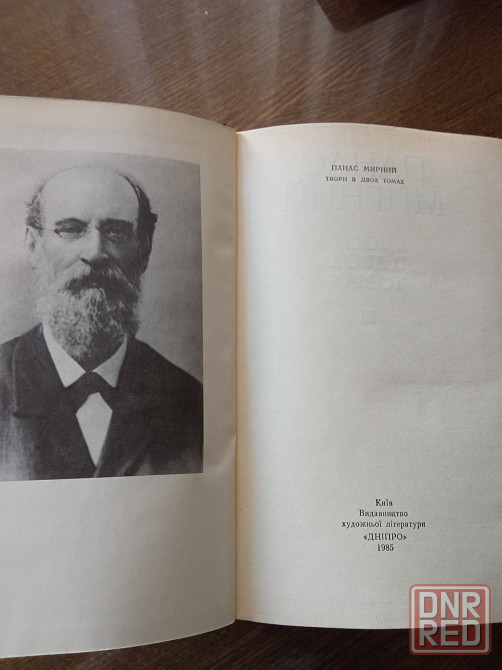 ПАНАС МИРНИЙ
ТВОРИ В ДВОХ ТОМАХ
Київ
Видавництво
художньої літератури
«ДНІПРО»
1985
DNR
RED